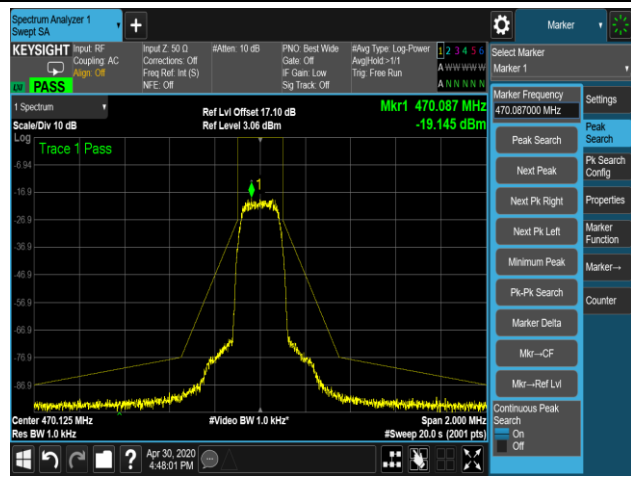 Spectrum Analyzer 1
Swept SA
+
Marker
KEYSIGHT
Input: RF
Coupling: AC
Align: Off
Input Z: 50 Ω
Corrections: Off
Freq Ref: Int (S)
NFE: Off
#Atten: 10 dB
PNO: Best Wide
Gate: Off
IF Gain: Low
Sig Track: Off
#Avg Type: Log-Power
Avg|Hold:>1/1
Trig: Free Run
1 2 3 4 5 6
A W W W W W
A N N N N N
LXI PASS
Select Marker
Marker 1
1 Spectrum
Scale/Div 10 dB
Ref Lvl Offset 17.10 dB
Ref Level 3.06 dBm
Mkr1 470.087 MHz
-19.145 dBm
Log
Trace 1 Pass
1
-6.94
-16.9
-26.9
-36.9
-46.9
-56.9
-66.9
-76.9
-86.9
Center 470.125 MHz
Res BW 1.0 kHz
#Video BW 1.0 kHz*
Span 2.000 MHz
#Sweep 20.0 s (2001 pts)
Marker Frequency
470.087000 MHz
Peak Search
Next Peak
Next Pk Right
Next Pk Left
Minimum Peak
Pk-Pk Search
Marker Delta
Mkr→CF
Mkr→Ref Lvl
Continuous Peak
Search
On
Off
Settings
Peak
Search
Pk Search
Config
Properties
Marker
Function
Marker→
Counter
?
Apr 30, 2020
4:48:01 PM